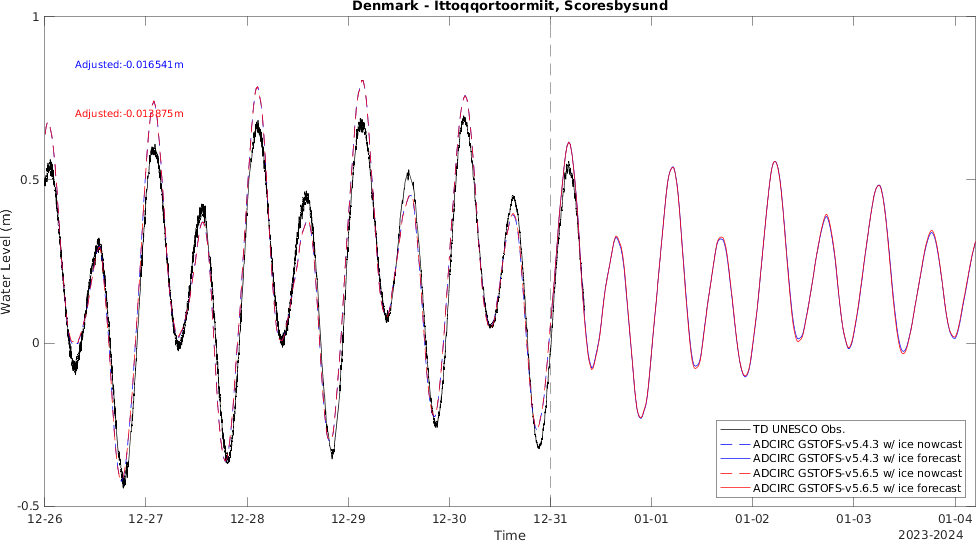 Denmark - Ittoqqortoormiit, Scoresbysund
1
Adjusted:-0.016541m
Adjusted:-0.013875m
0.5
Water Level (m)
0
TD UNESCO Obs.
ADCIRC GSTOFS-v5.4.3 w/ ice nowcast
ADCIRC GSTOFS-v5.4.3 w/ ice forecast
ADCIRC GSTOFS-v5.6.5 w/ ice nowcast
ADCIRC GSTOFS-v5.6.5 w/ ice forecast
-0.5
12-26 12-27 12-28 12-29 12-30 12-31 01-01 01-02 01-03 01-04
Time
2023-2024